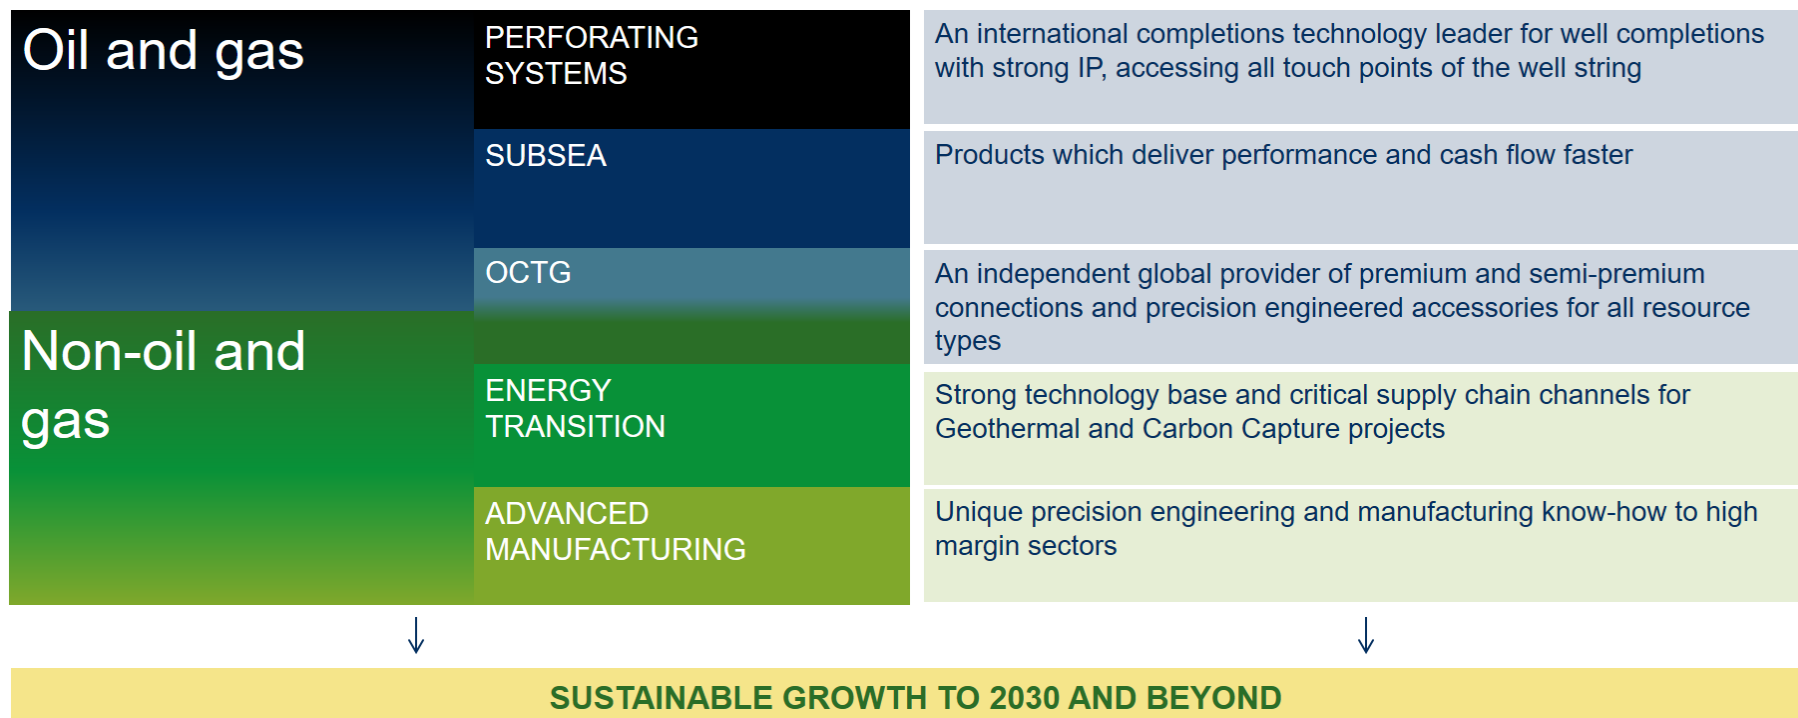 Oil and gas
PERFORATING
SYSTEMS
An international completions technology leader for well completions
with strong IP, accessing all touch points of the well string
SUBSEA
Products which deliver performance and cash flow faster
OCTG
An independent global provider of premium and semi-premium
connections and precision engineered accessories for all resource
types
Non-oil and
gas
ENERGY
TRANSITION
Strong technology base and critical supply chain channels for
Geothermal and Carbon Capture projects
ADVANCED
MANUFACTURING
Unique precision engineering and manufacturing know-how to high
margin sectors
SUSTAINABLE GROWTH TO 2030 AND BEYOND